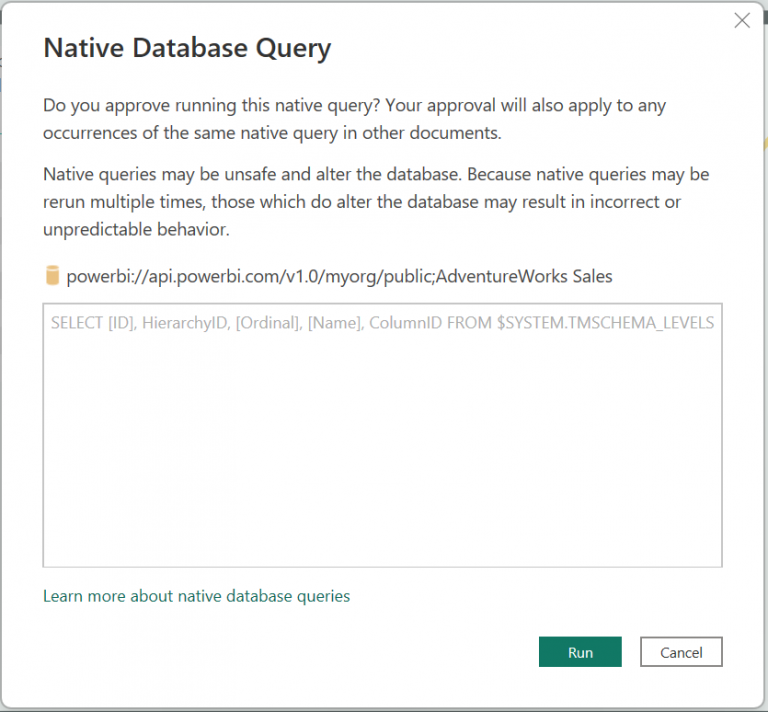 Native Database Query
Do you approve running this native query? Your approval will also apply to any
occurrences of the same native query in other documents.
Native queries may be unsafe and alter the database. Because native queries may be
rerun multiple times, those which do alter the database may result in incorrect or
unpredictable behavior.
powerbi://api.powerbi.com/v1.0/myorg/public;AdventureWorks Sales
SELECT [ID], HierarchyID, [Ordinal], [Name], ColumnID FROM $SYSTEM.TMSCHEMA_LEVELS
Learn more about native database queries
Run Cancel